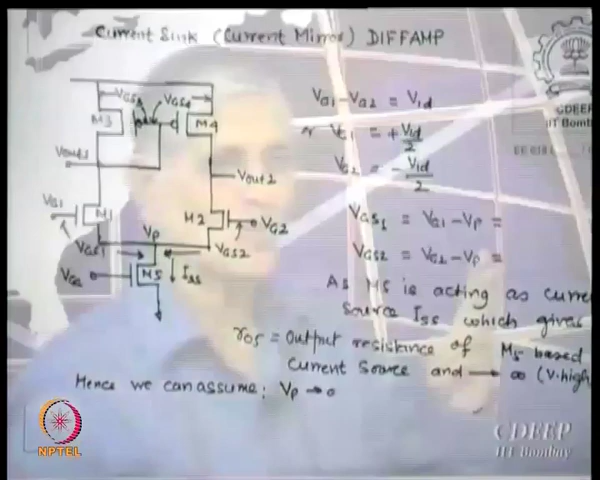 Current Sink (Current Mirror) DIFFAMP
VGS3 VGS4
M3 M4
Vout1
Vout2
VG1 M1 M2 VG2
VP
VGS1 VGS2
M5 ISS
VG1 - VG2 = Vid
or VG1 = + Vid/2
VG2 = - Vid/2
VGS1 = VG1 - VP =
VGS2 = VG2 - VP =
As M5 is acting as curre
source ISS which gives
ro5 = Output resistance of M5 based
current source and → ∞ (V.high
Hence we can assume; VP → 0
CDEEP
IIT Bomb
NPTEL
CDEEP
IIT Bombay